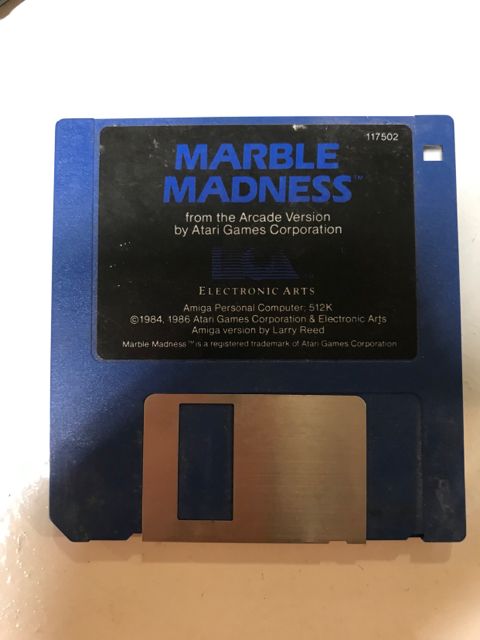 117502
MARBLE
MADNESS™
from the Arcade Version
by Atari Games Corporation
ELECTRONIC ARTS
Amiga Personal Computer; 512K
©1984, 1986 Atari Games Corporation & Electronic Arts
Amiga version by Larry Reed
Marble Madness™ is a registered trademark of Atari Games Corporation